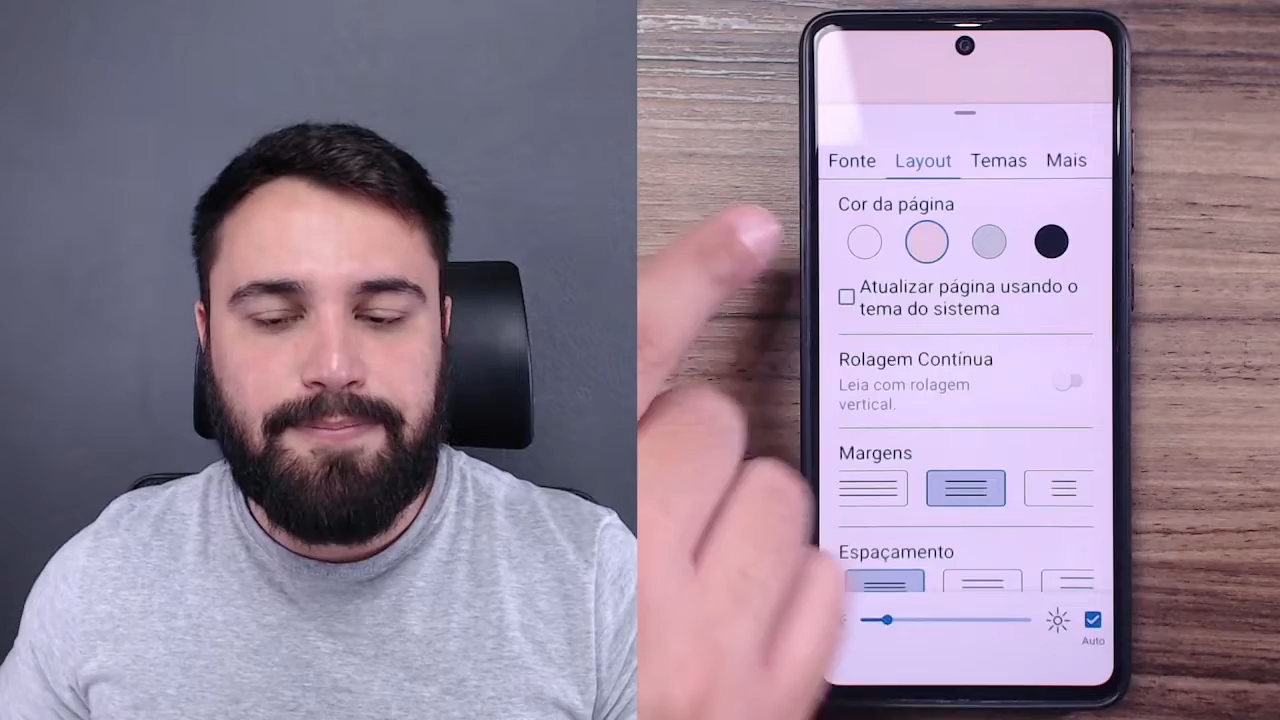 Fonte Layout Temas Mais
Cor da página
Atualizar página usando o
tema do sistema
Rolagem Contínua
Leia com rolagem
vertical.
Margens
Espaçamento
Auto